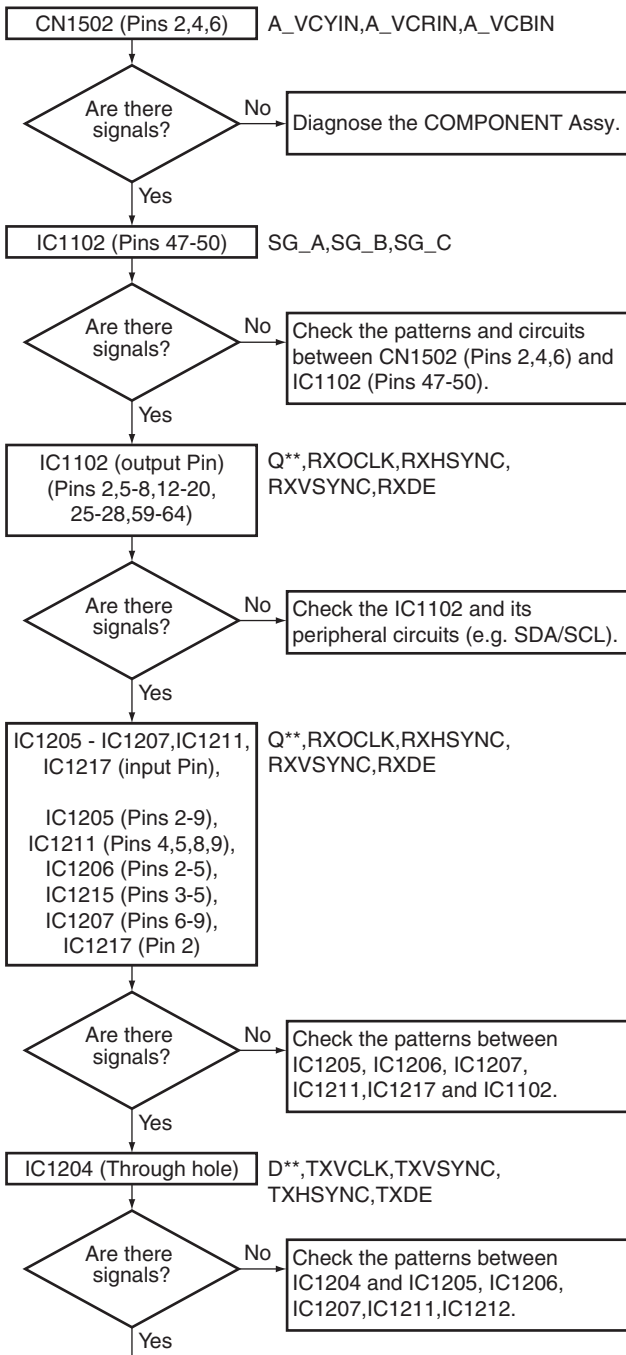 CN1502 (Pins 2,4,6)
A_VCYIN,A_VCRIN,A_VCBIN
Are there
signals?
No
Diagnose the COMPONENT Assy.
Yes
IC1102 (Pins 47-50)
SG_A,SG_B,SG_C
Are there
signals?
No
Check the patterns and circuits
between CN1502 (Pins 2,4,6) and
IC1102 (Pins 47-50).
Yes
IC1102 (output Pin)
(Pins 2,5-8,12-20,
25-28,59-64)
Q**,RXOCLK,RXHSYNC,
RXVSYNC,RXDE
Are there
signals?
No
Check the IC1102 and its
peripheral circuits (e.g. SDA/SCL).
Yes
IC1205 - IC1207,IC1211,
IC1217 (input Pin),
IC1205 (Pins 2-9),
IC1211 (Pins 4,5,8,9),
IC1206 (Pins 2-5),
IC1215 (Pins 3-5),
IC1207 (Pins 6-9),
IC1217 (Pin 2)
Q**,RXOCLK,RXHSYNC,
RXVSYNC,RXDE
Are there
signals?
No
Check the patterns between
IC1205, IC1206, IC1207,
IC1211,IC1217 and IC1102.
Yes
IC1204 (Through hole)
D**,TXVCLK,TXVSYNC,
TXHSYNC,TXDE
Are there
signals?
No
Check the patterns between
IC1204 and IC1205, IC1206,
IC1207,IC1211,IC1212.
Yes